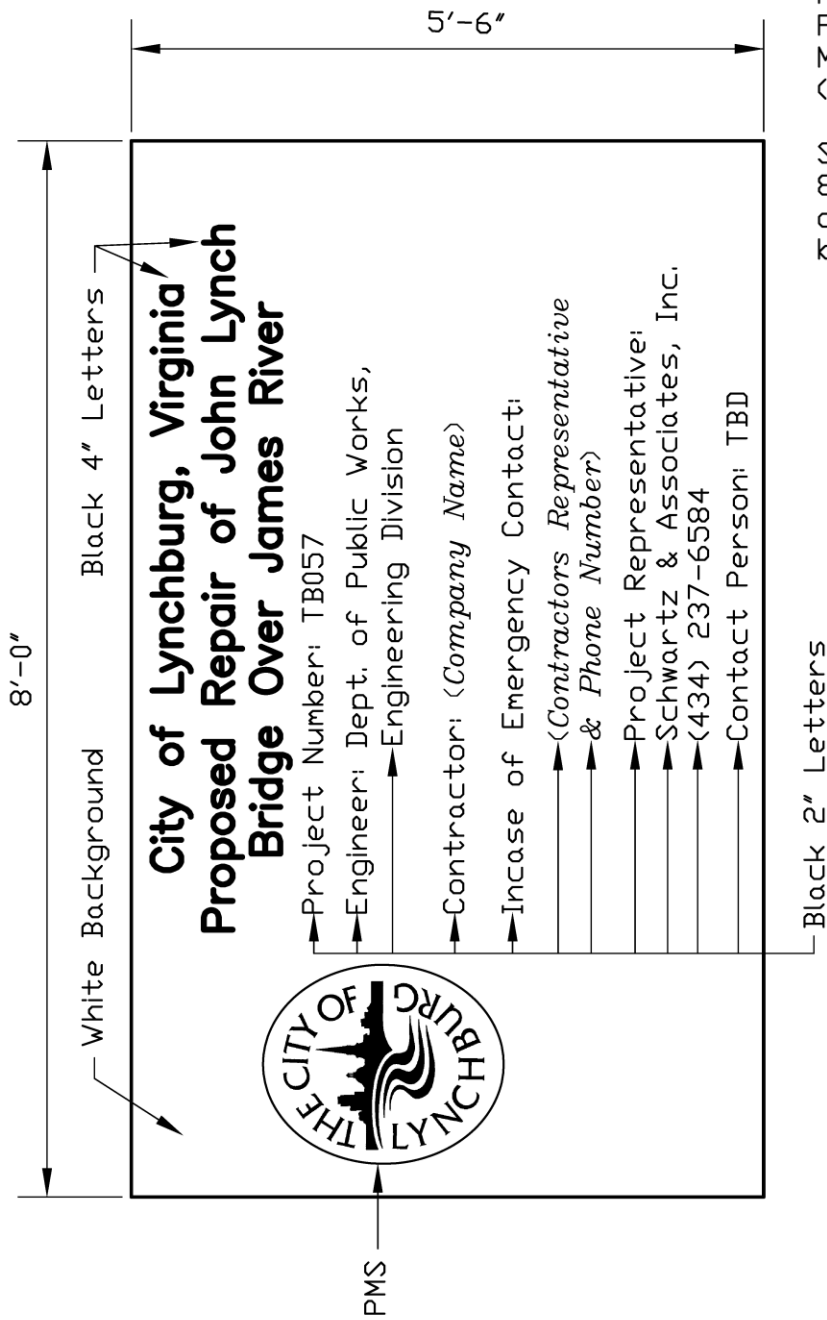 8'-0"
White Background
Black 4" Letters
5'-6"
City of Lynchburg, Virginia
Proposed Repair of John Lynch
Bridge Over James River
Project Number: TB057
Engineer: Dept. of Public Works,
Engineering Division
Contractor: (Company Name)
Incase of Emergency Contact:
(Contractors Representative
& Phone Number)
Project Representative:
Schwartz & Associates, Inc.
(434) 237-6584
Contact Person: TBD
THE CITY OF
LYNCHBURG
PMS
Black 2" Letters